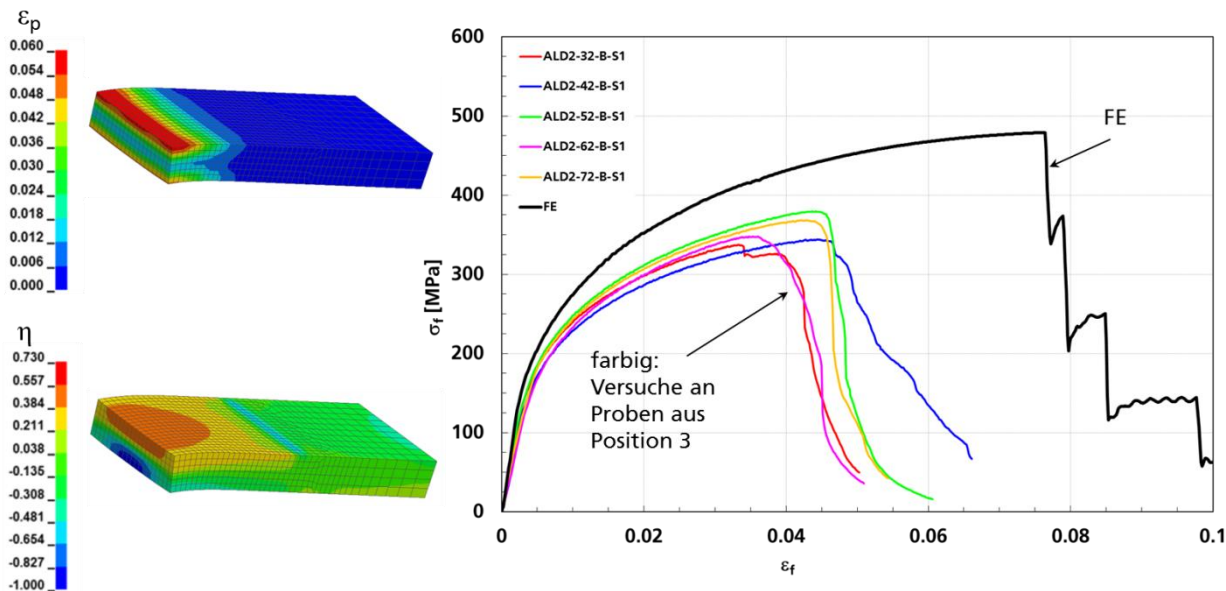 εp
0.060
0.054
0.048
0.042
0.036
0.030
0.024
0.018
0.012
0.006
0.000
η
0.730
0.557
0.384
0.211
0.038
-0.135
-0.308
-0.481
-0.654
-0.827
-1.000
600
500
400
300
200
100
0
σf [MPa]
ALD2-32-B-S1
ALD2-42-B-S1
ALD2-52-B-S1
ALD2-62-B-S1
ALD2-72-B-S1
FE
FE
farbig:
Versuche an
Proben aus
Position 3
0
0.02
0.04
0.06
0.08
0.1
εf